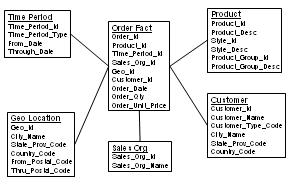 Time Period
Time_Period_Id
Time_Period_Type
From_Date
Through_Date
Order Fact
Order_Id
Product_Id
Time_Period_Id
Sales_Org_Id
Geo_Id
Customer_Id
Order_Date
Order_Qty
Order_Unit_Price
Product
Product_Id
Product_Desc
Style_Id
Style_Desc
Product_Group_Id
Product_Group_Desc
Geo Location
Geo_Id
City_Name
State_Prov_Code
Country_Code
From_Postal_Code
Thru_Postal_Code
Sales Org
Sales_Org_Id
Sales_Org_Name
Customer
Customer_Id
Customer_Name
Customer_Type_Code
City_Name
State_Prov_Code
Country_Code